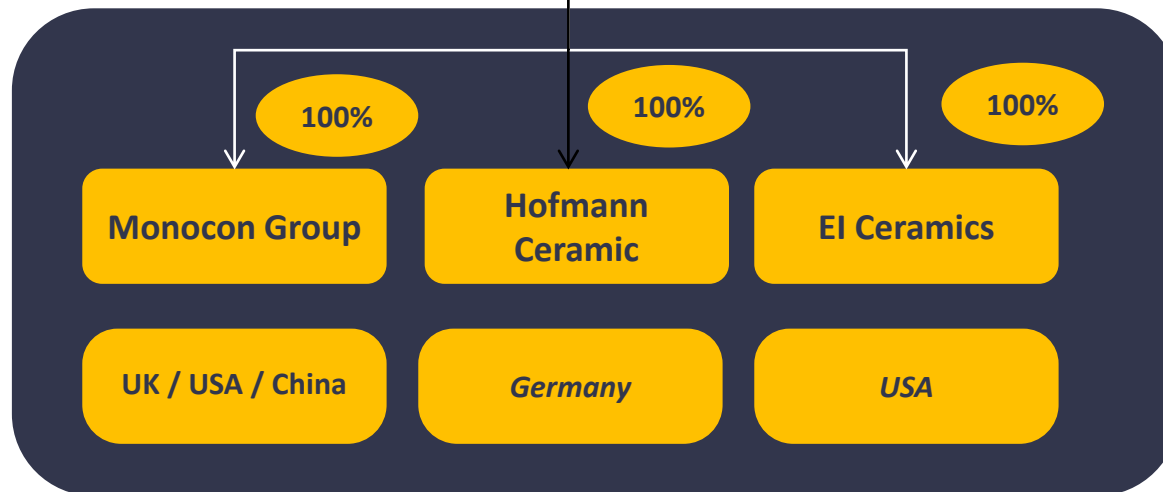 100%
100%
100%
Monocon Group
Hofmann
Ceramic
EI Ceramics
UK / USA / China
Germany
USA